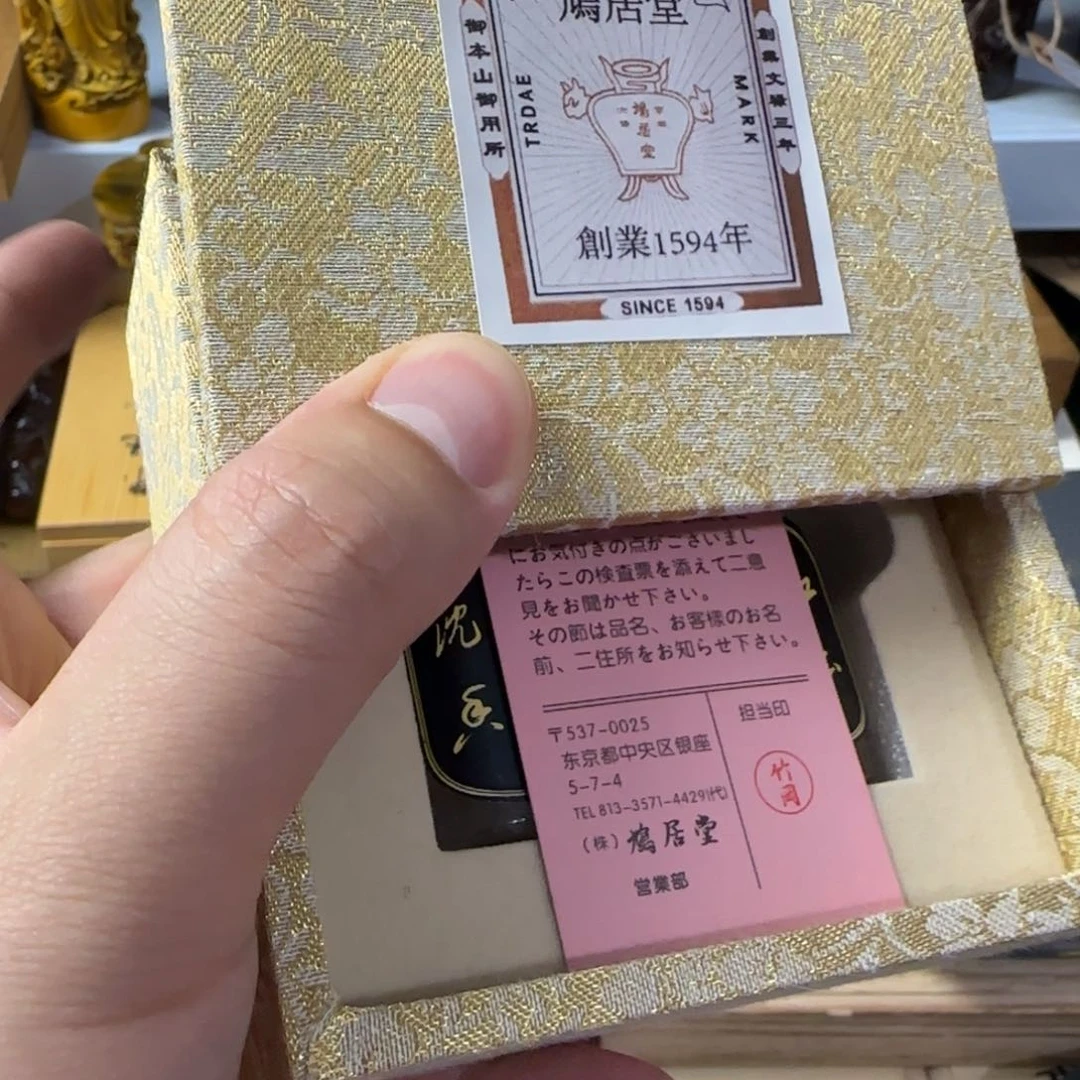 鳩居堂
御本山御用所
TRDAE
MARK
創業文禄三年
鳩居堂
創業1594年
SINCE 1594
にお気付きの点がございまし
たらこの検査票を添えて二意
見をお聞かせ下さい。
その節は品名、お客様のお名
前、二住所をお知らせ下さい。
〒537-0025
东京都中央区银座
5-7-4
TEL 813-3571-4429(代)
(株) 鳩居堂
営業部
担当印
竹岡
沈
香